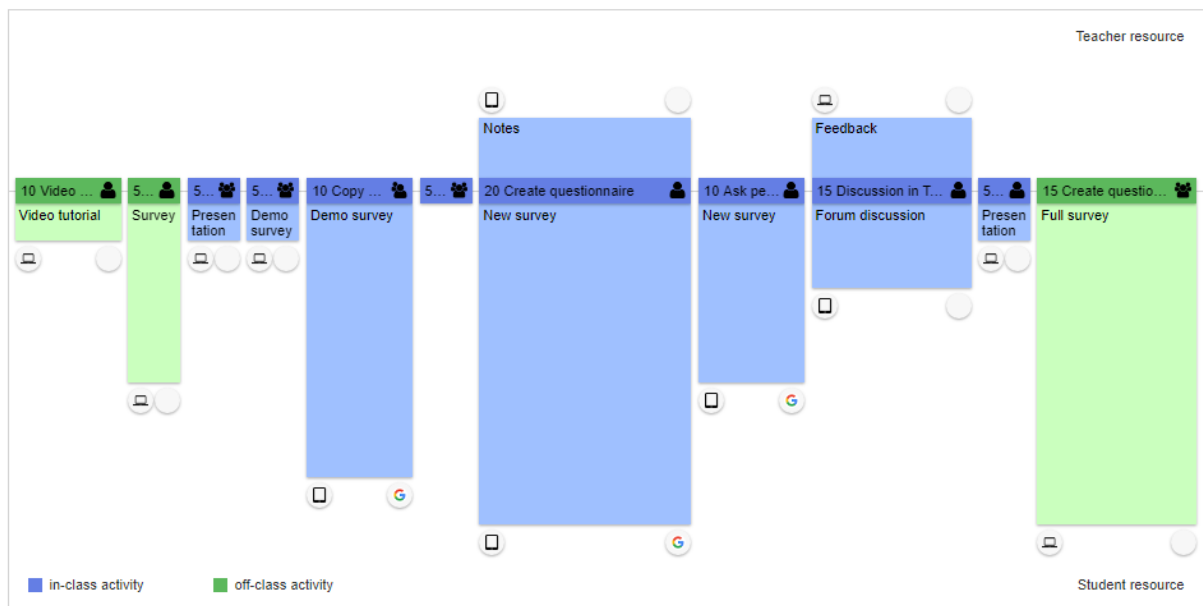 Teacher resource
Notes
Feedback
10 Video ...
5...
5...
5...
10 Copy ...
5...
20 Create questionnaire
10 Ask pe...
15 Discussion in T...
5...
15 Create questio...
Video tutorial
Survey
Presen
tation
Demo
survey
Demo survey
New survey
New survey
Forum discussion
Presen
tation
Full survey
in-class activity
off-class activity
Student resource